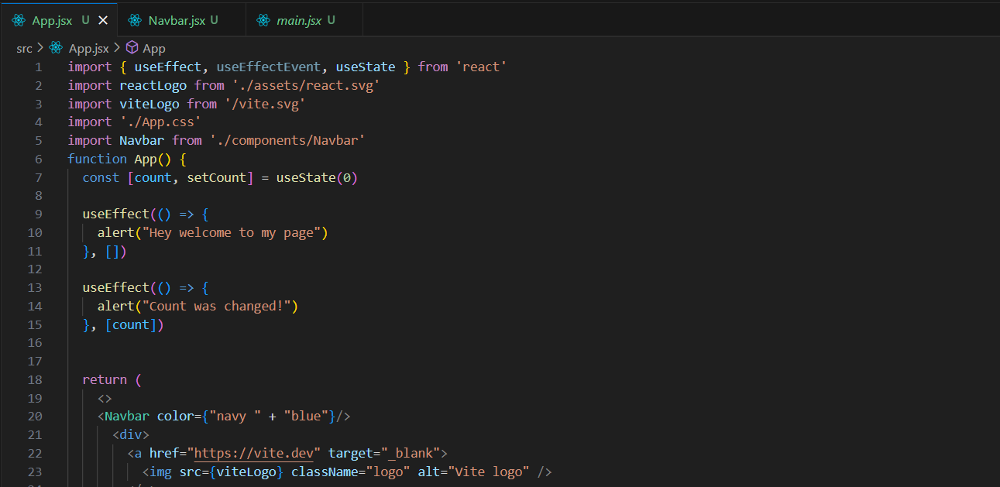 App.jsx U
Navbar.jsx U
main.jsx U
src > App.jsx > App
1 import { useEffect, useEffectEvent, useState } from 'react'
2 import reactLogo from './assets/react.svg'
3 import viteLogo from '/vite.svg'
4 import './App.css'
5 import Navbar from './components/Navbar'
6 function App() {
7 const [count, setCount] = useState(0)
8
9 useEffect(() => {
10 alert("Hey welcome to my page")
11 }, [])
12
13 useEffect(() => {
14 alert("Count was changed!")
15 }, [count])
16
17
18 return (
19 <>
20 <Navbar color={"navy " + "blue"}/>
21 <div>
22 <a href="https://vite.dev" target="_blank">
23 <img src={viteLogo} className="logo" alt="Vite logo" />